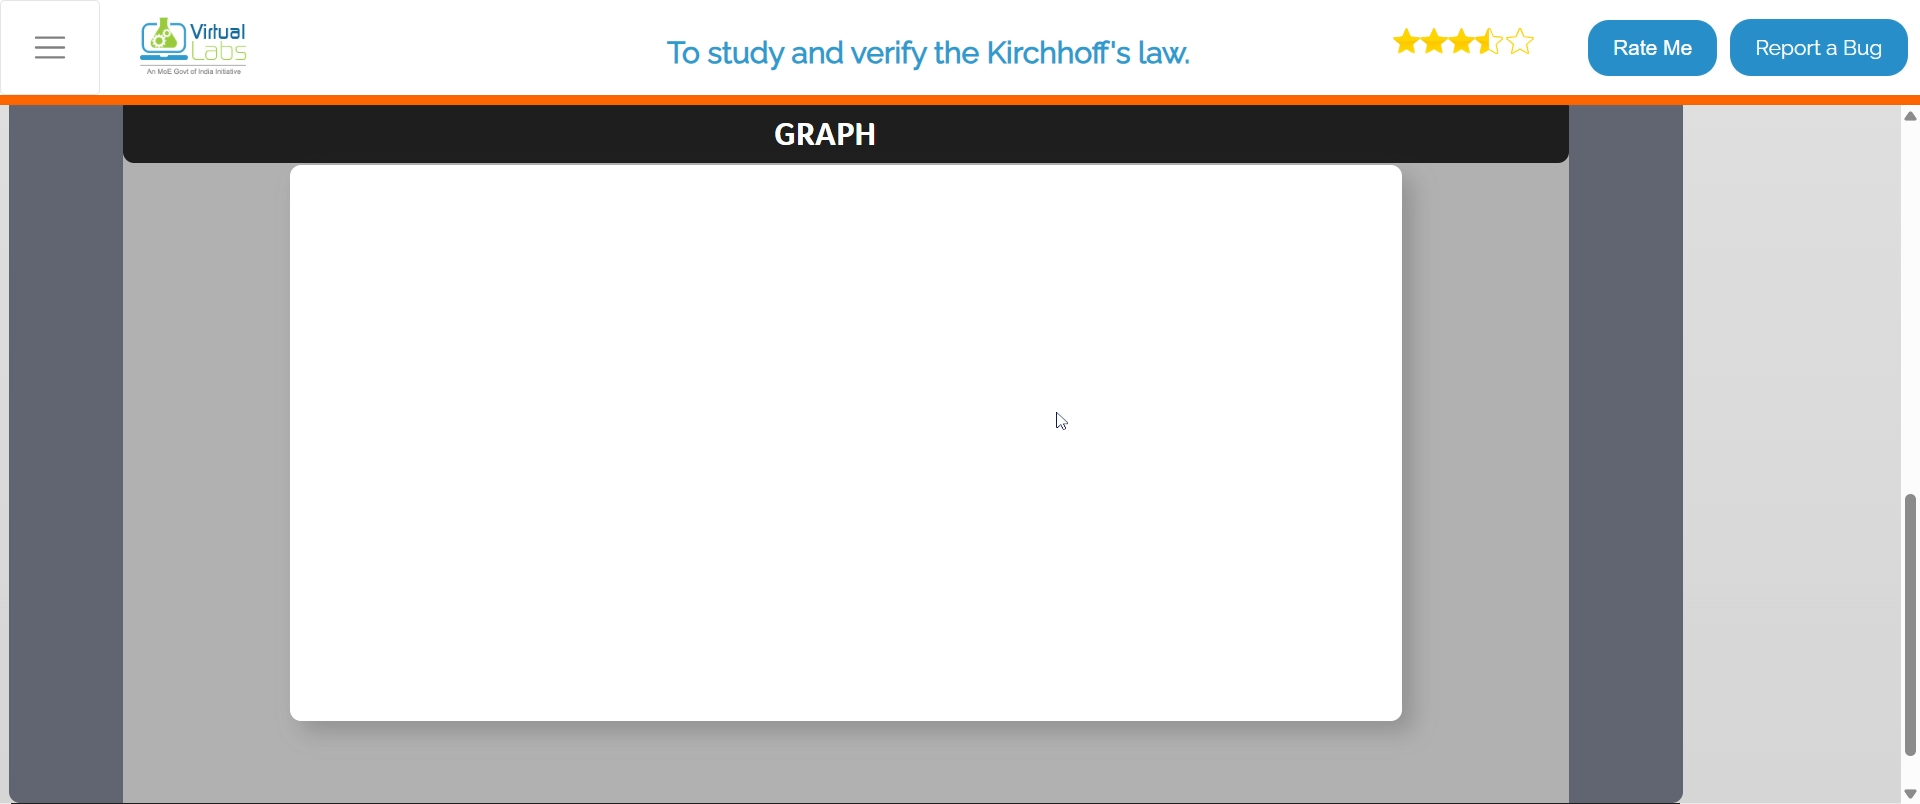 Virtual
Labs
An MoE Govt of India Initiative
To study and verify the Kirchhoff's law.
Rate Me
Report a Bug
GRAPH